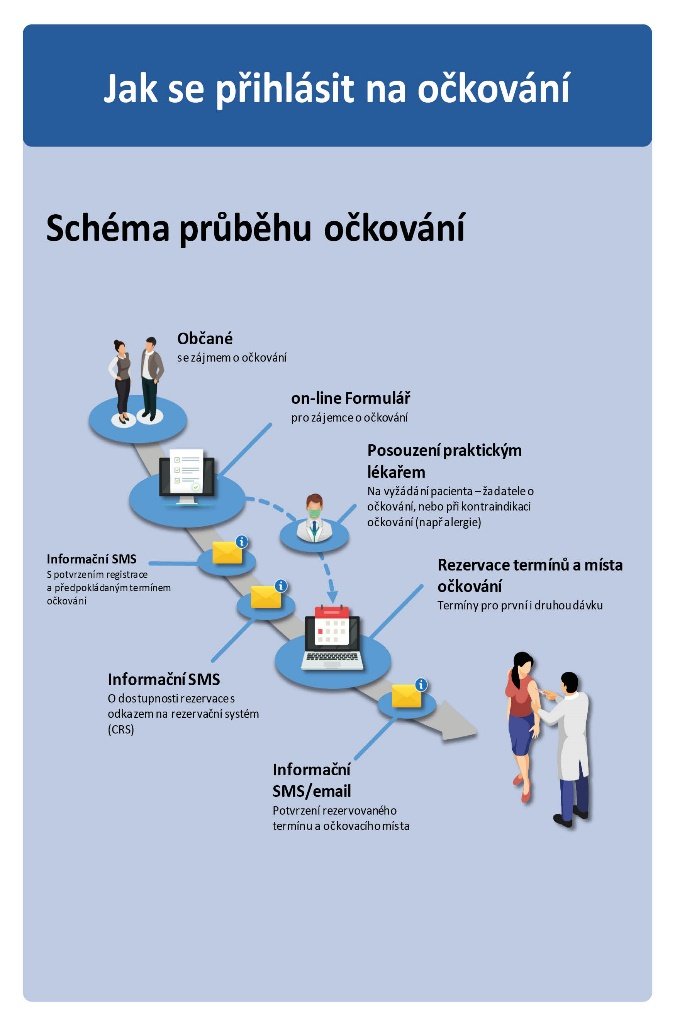 Jak se přihlásit na očkování
Schéma průběhu očkování
Občané
se zájmem o očkování
on-line Formulář
pro zájemce o očkování
Posouzení praktickým
lékařem
Na vyžádání pacienta – žadatele o
očkování, nebo při kontraindikaci
očkování (např alergie)
Informační SMS
S potvrzením registrace
a předpokládaným termínem
očkování
Rezervace termínů a místa
očkování
Termíny pro první i druhou dávku
Informační SMS
O dostupnosti rezervace s
odkazem na rezervační systém
(CRS)
Informační
SMS/email
Potvrzení rezervovaného
termínu a očkovacího místa